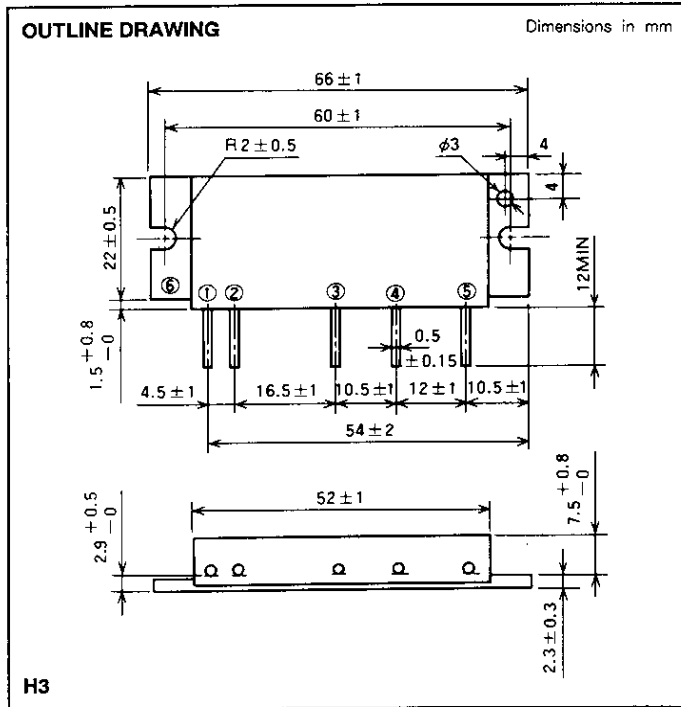 OUTLINE DRAWING
Dimensions in mm
66±1
60±1
R2±0.5
φ3
4
4
22±0.5
12MIN
⑥
①
②
③
④
⑤
0.5
±0.15
1.5 +0.8 -0
4.5±1
16.5±1
10.5±1
12±1
10.5±1
54±2
52±1
2.9 +0.5 -0
7.5 +0.8 -0
2.3±0.3
H3